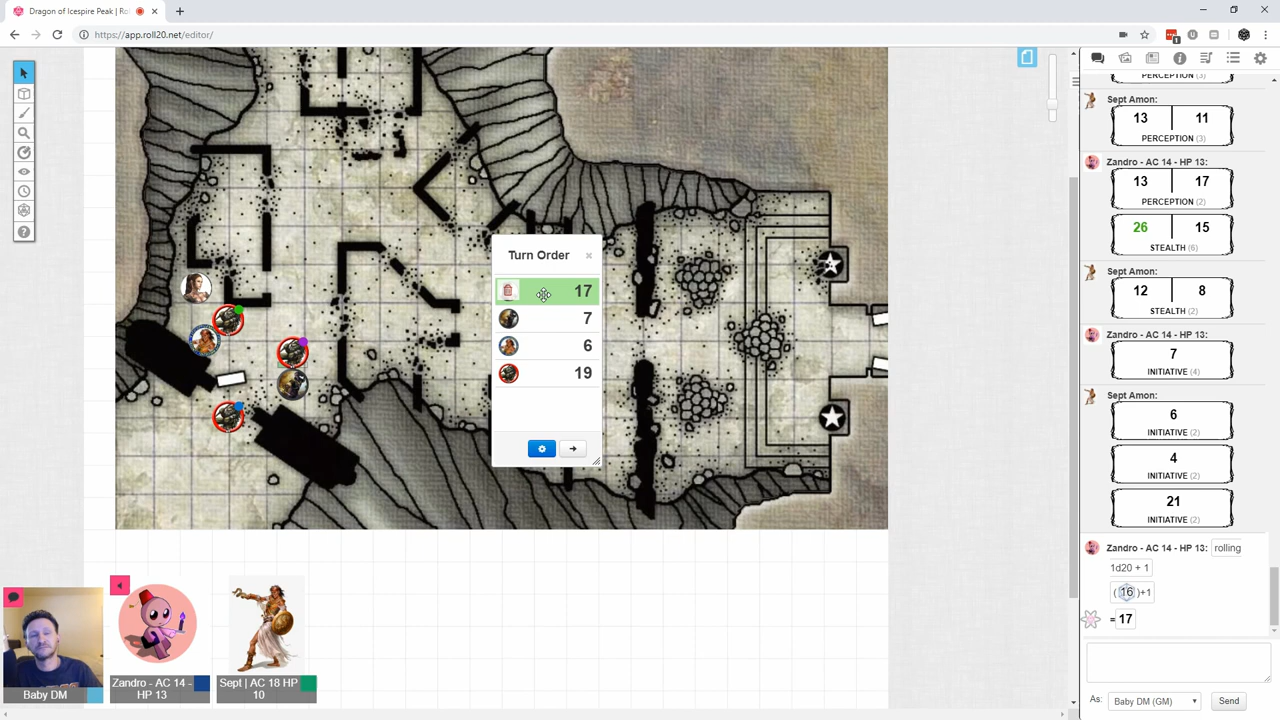 Dragon of Icespire Peak | Ro
https://app.roll20.net/editor/
1
PERCEPTION (3)
Sept Amon:
13 11
PERCEPTION (3)
Zandro - AC 14 - HP 13:
13 17
PERCEPTION (2)
26 15
STEALTH (6)
Sept Amon:
12 8
STEALTH (2)
Zandro - AC 14 - HP 13:
7
INITIATIVE (4)
Sept Amon:
6
INITIATIVE (2)
4
INITIATIVE (2)
21
INITIATIVE (2)
Zandro - AC 14 - HP 13: rolling
1d20 + 1
(16)+1
=17
As: Baby DM (GM) Send
Turn Order
17
7
6
19
Baby DM
Zandro - AC 14 -
HP 13
Sept | AC 18 HP
10